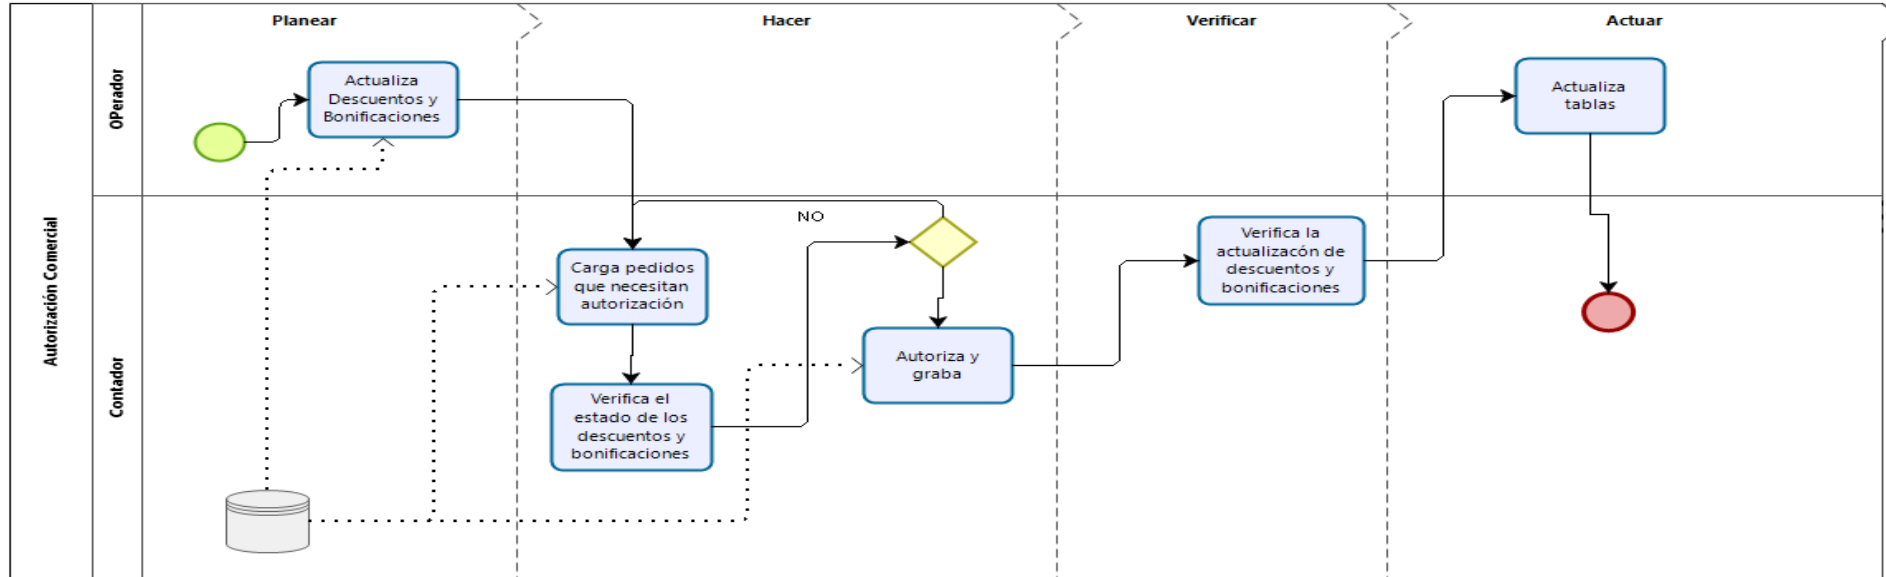 Planear
Hacer
Verificar
Actuar
Autorización Comercial
OPerador
Actualiza
Descuentos y
Bonificaciones
Actualiza
tablas
Contador
NO
Carga pedidos
que necesitan
autorización
Verifica el
estado de los
descuentos y
bonificaciones
Autoriza y
graba
Verifica la
actualizacón de
descuentos y
bonificaciones